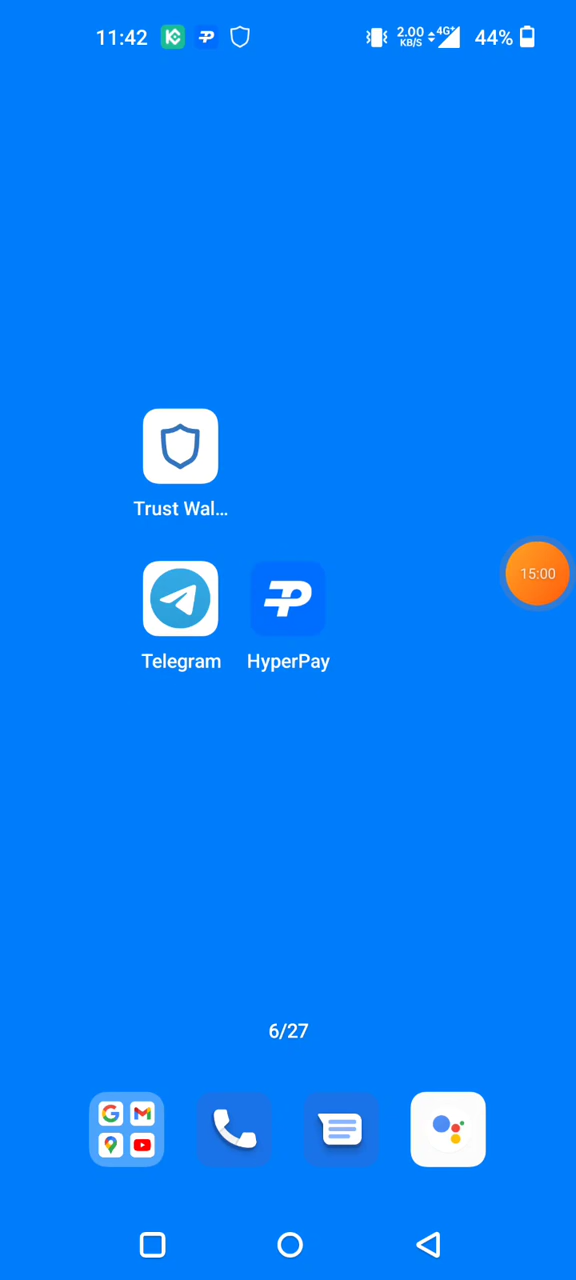 11:42
2.00 KB/S
4G+
44%
Trust Wal...
15:00
Telegram
HyperPay
6/27